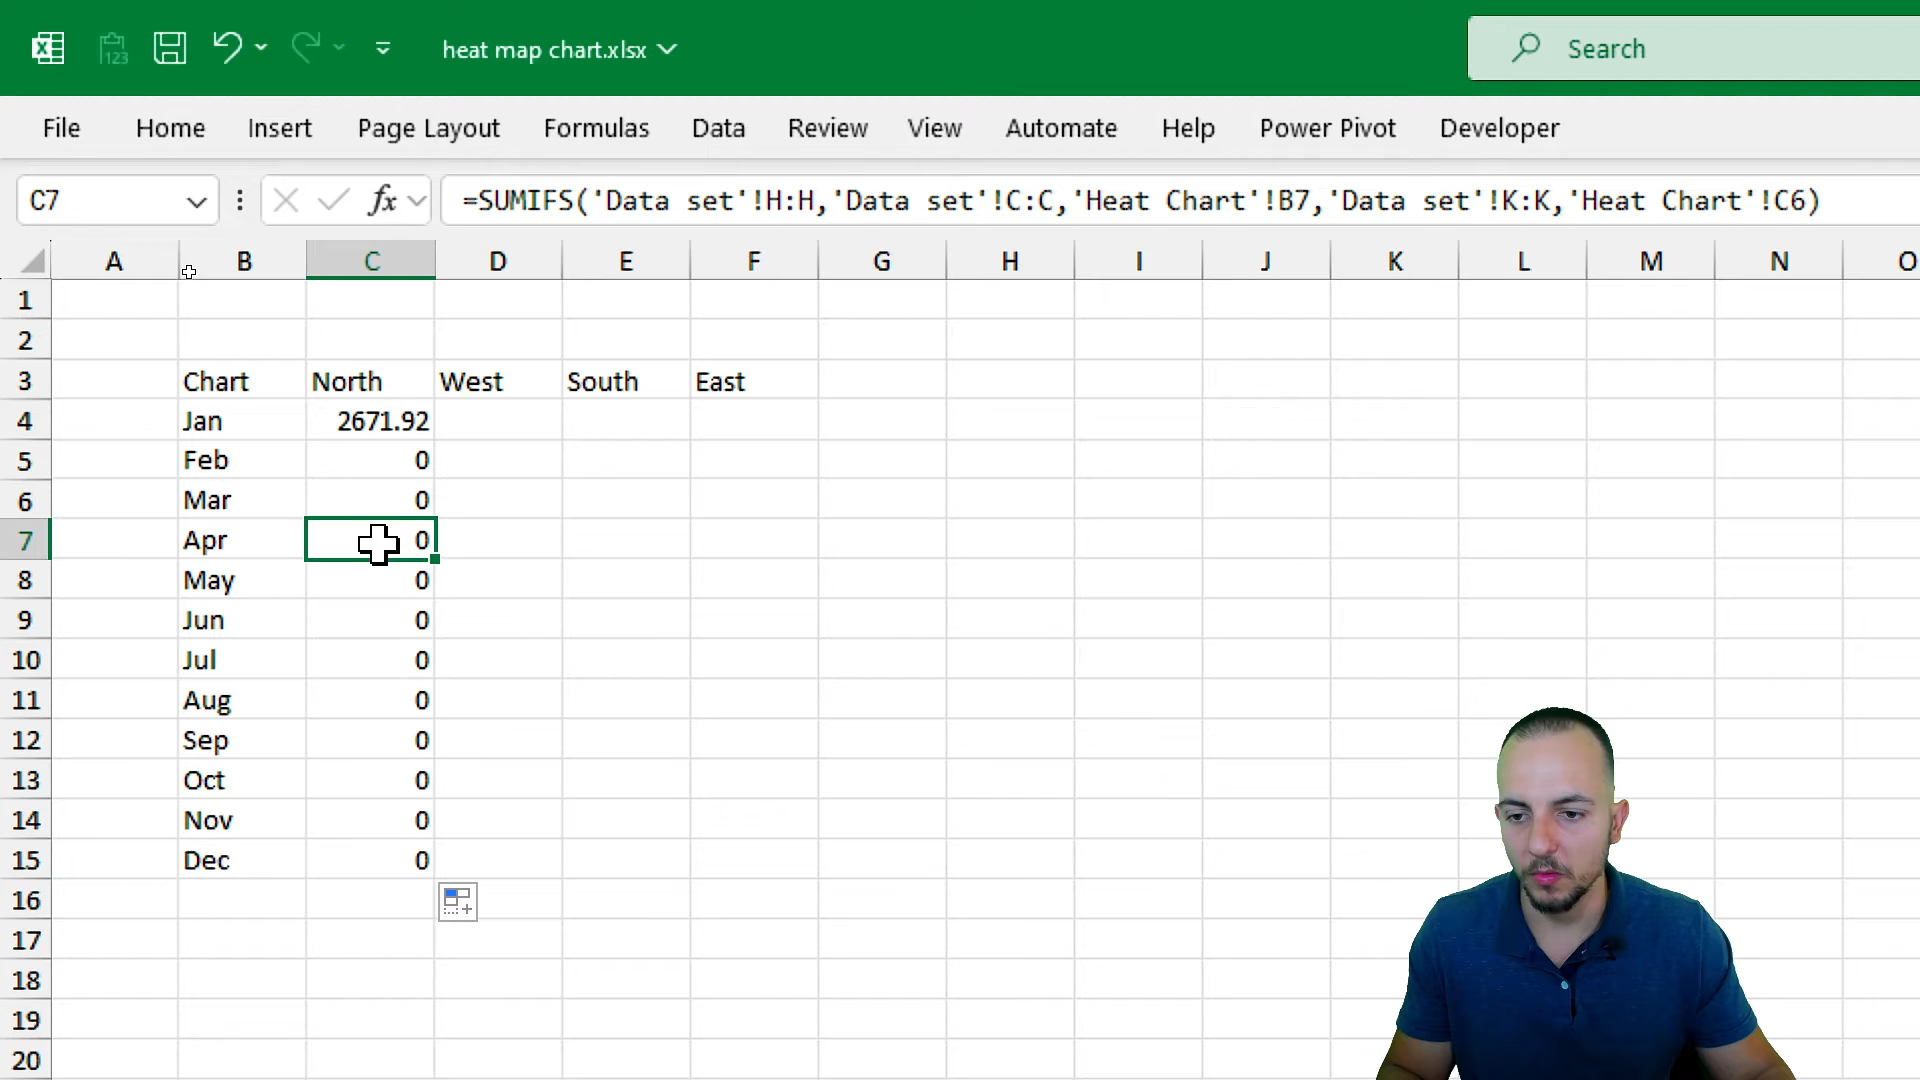 123
heat map chart.xlsx
Search
File Home Insert Page Layout Formulas Data Review View Automate Help Power Pivot Developer
C7 fx =SUMIFS('Data set'!H:H,'Data set'!C:C,'Heat Chart'!B7,'Data set'!K:K,'Heat Chart'!C6)
A B C D E F G H I J K L M N O
1
2
3 Chart North West South East
4 Jan 2671.92
5 Feb 0
6 Mar 0
7 Apr 0
8 May 0
9 Jun 0
10 Jul 0
11 Aug 0
12 Sep 0
13 Oct 0
14 Nov 0
15 Dec 0
16
17
18
19
20